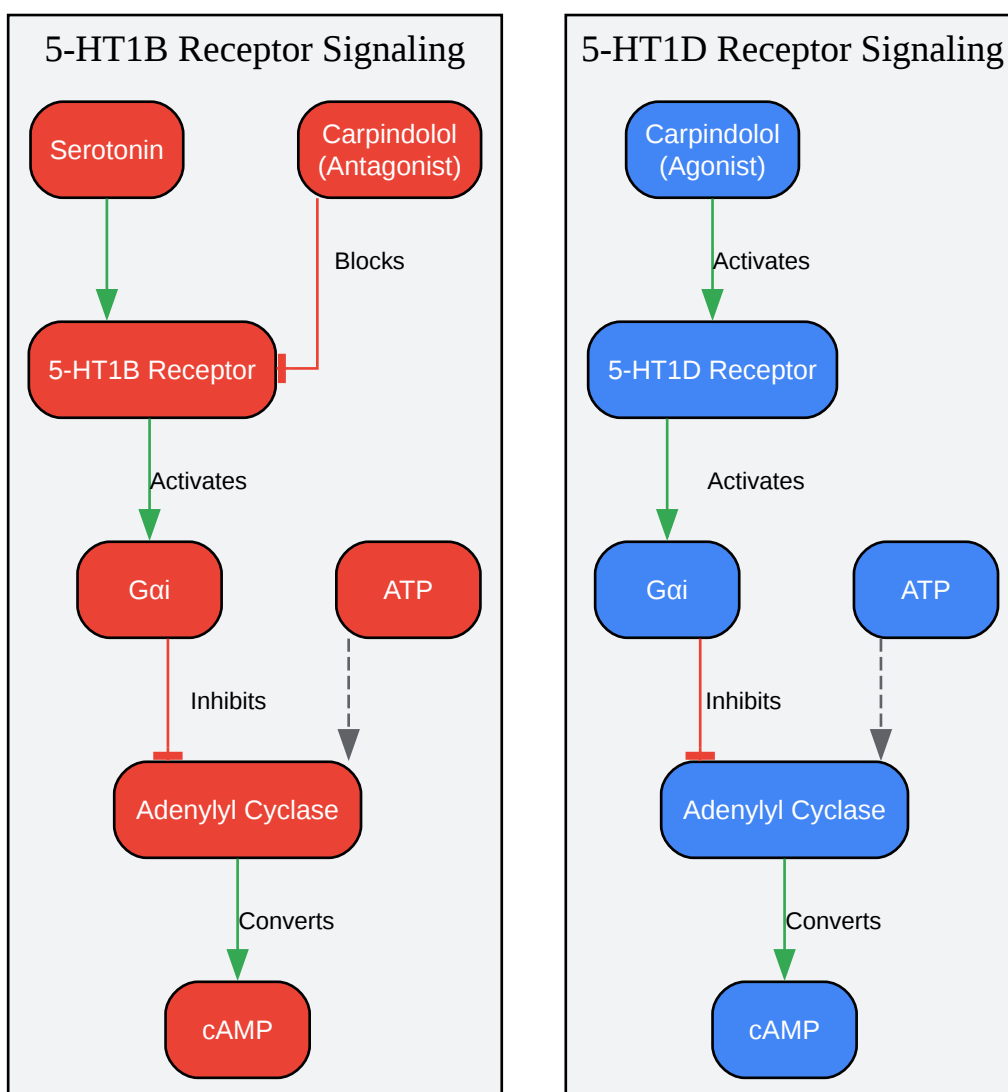 5-HT1B Receptor Signaling
Serotonin
Carpindolol
(Antagonist)
Blocks
5-HT1B Receptor
Activates
Gαi
ATP
Inhibits
Adenylyl Cyclase
Converts
cAMP
5-HT1D Receptor Signaling
Carpindolol
(Agonist)
Activates
5-HT1D Receptor
Activates
Gαi
ATP
Inhibits
Adenylyl Cyclase
Converts
cAMP